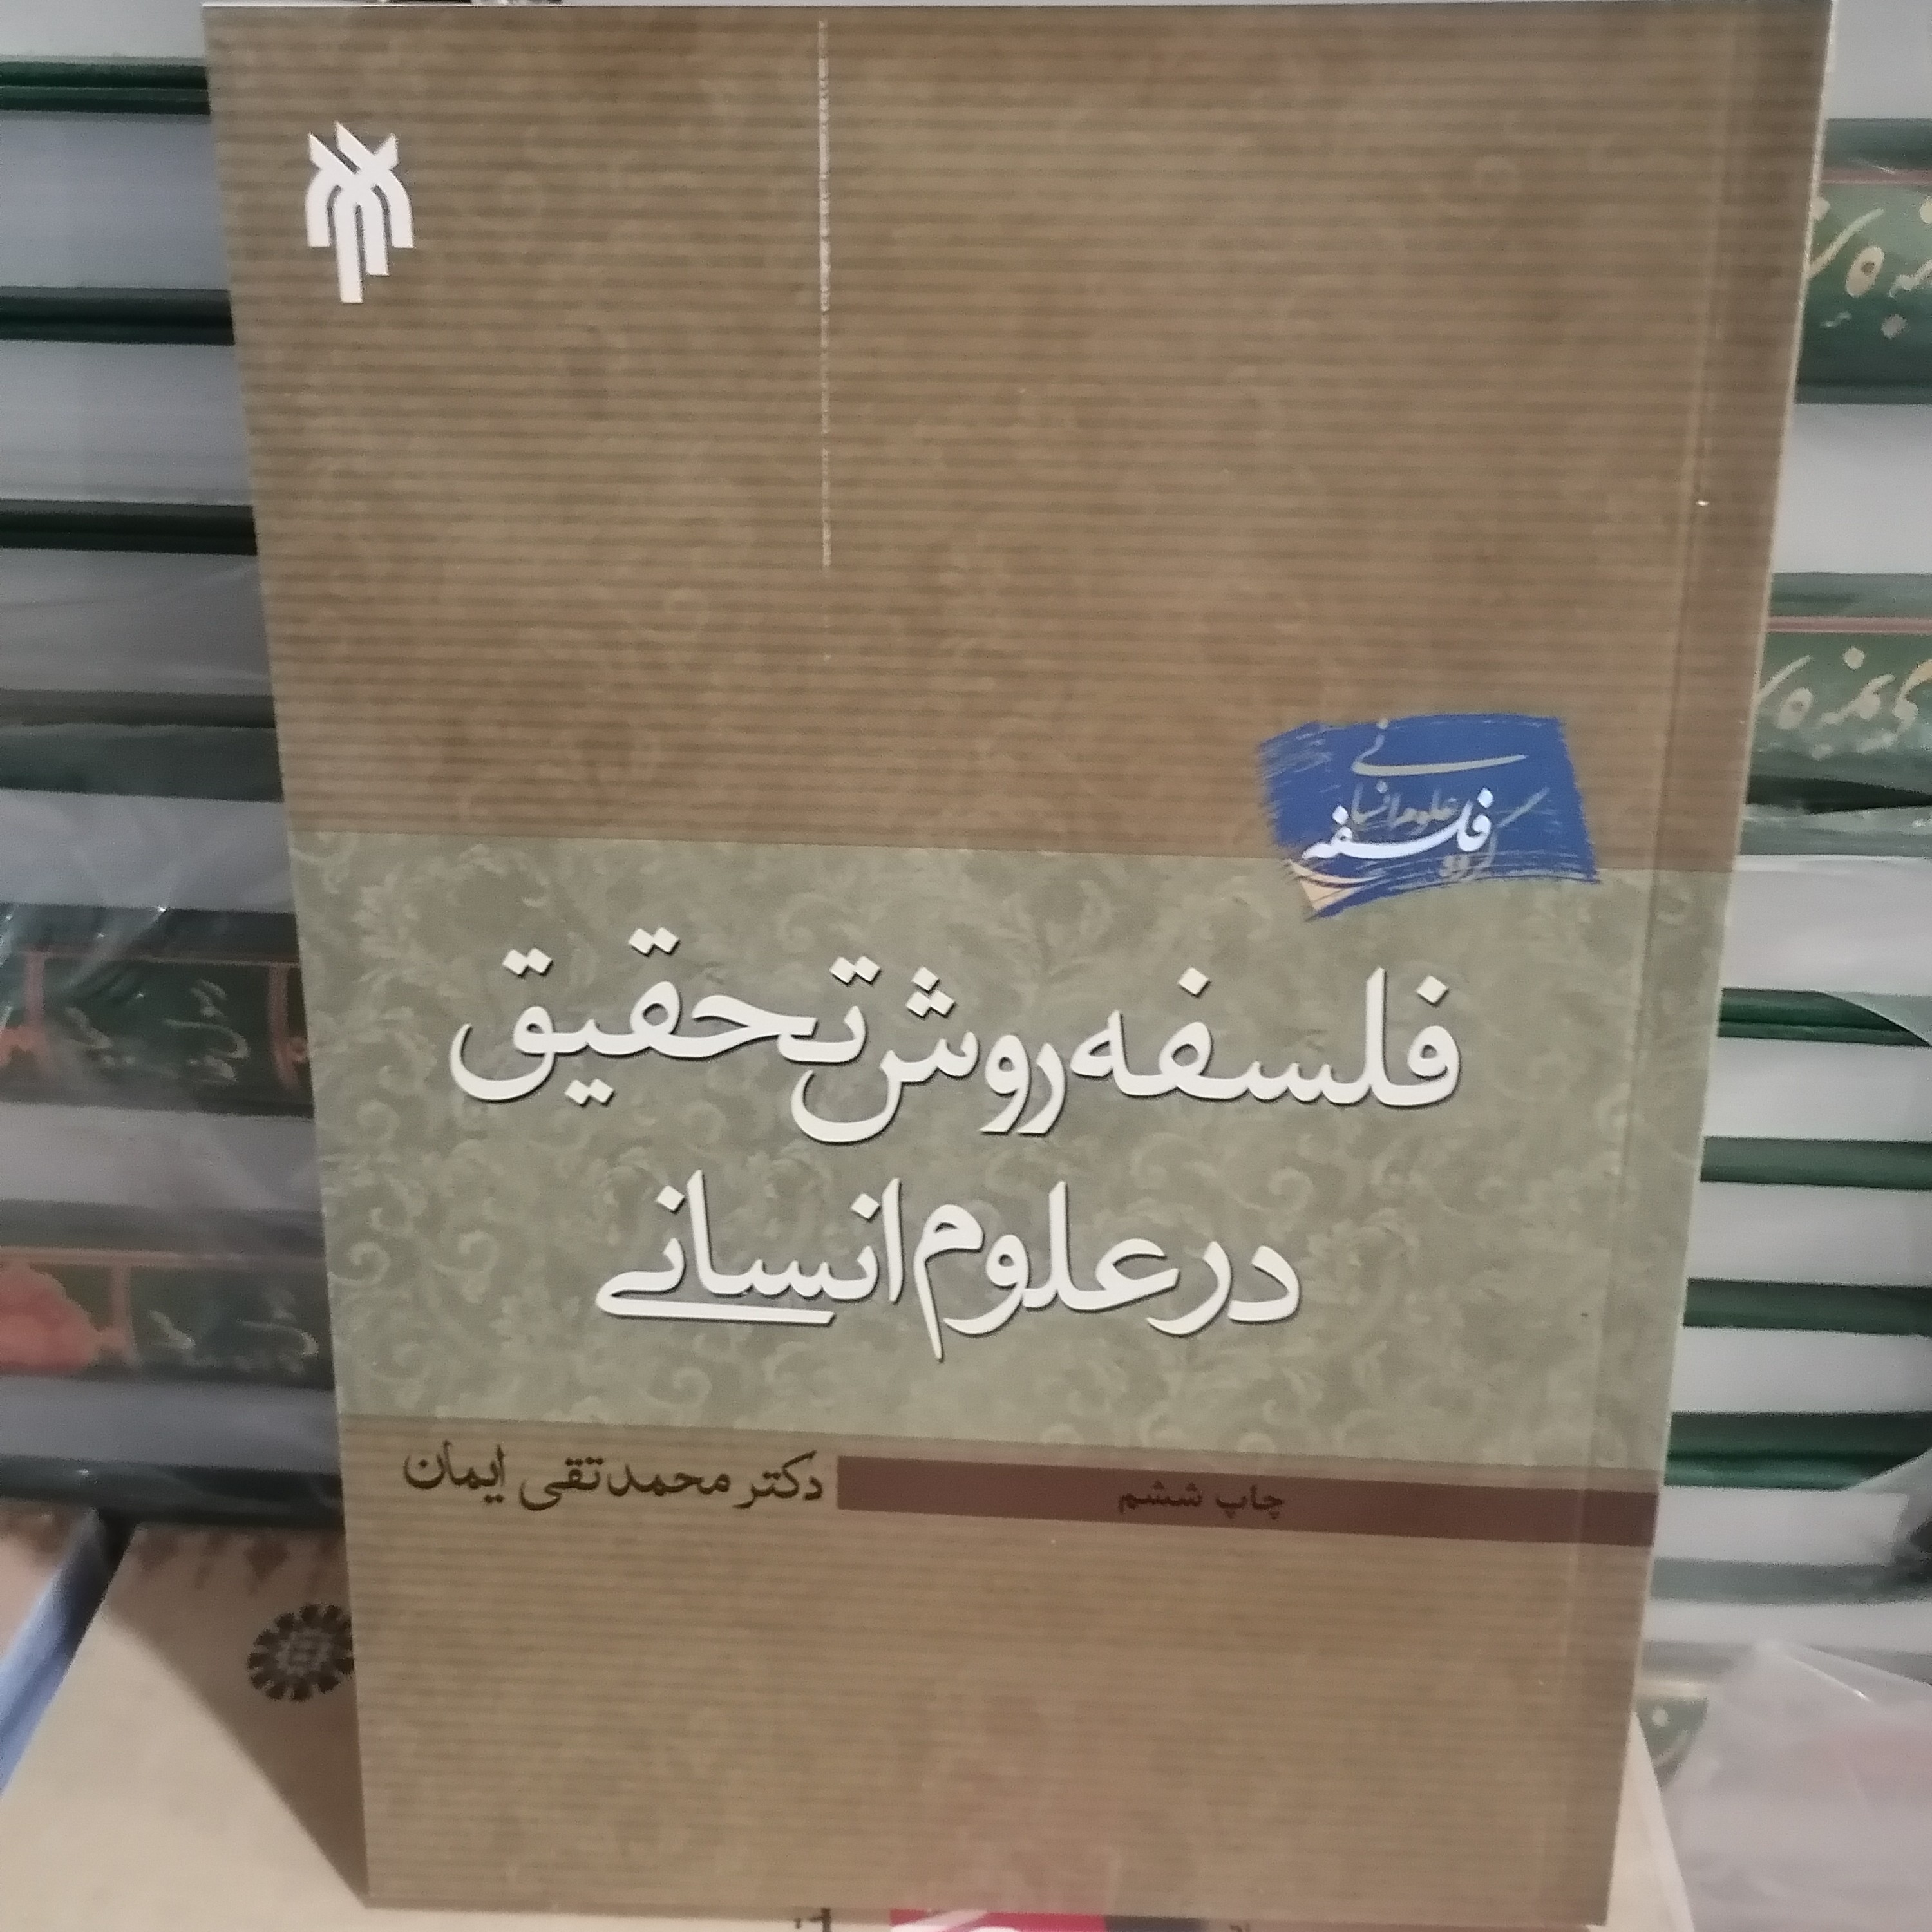 فلسفه علوم انسانی
فلسفه روش تحقیق
در علوم انسانی
دکتر محمدتقی ایمان
چاپ ششم